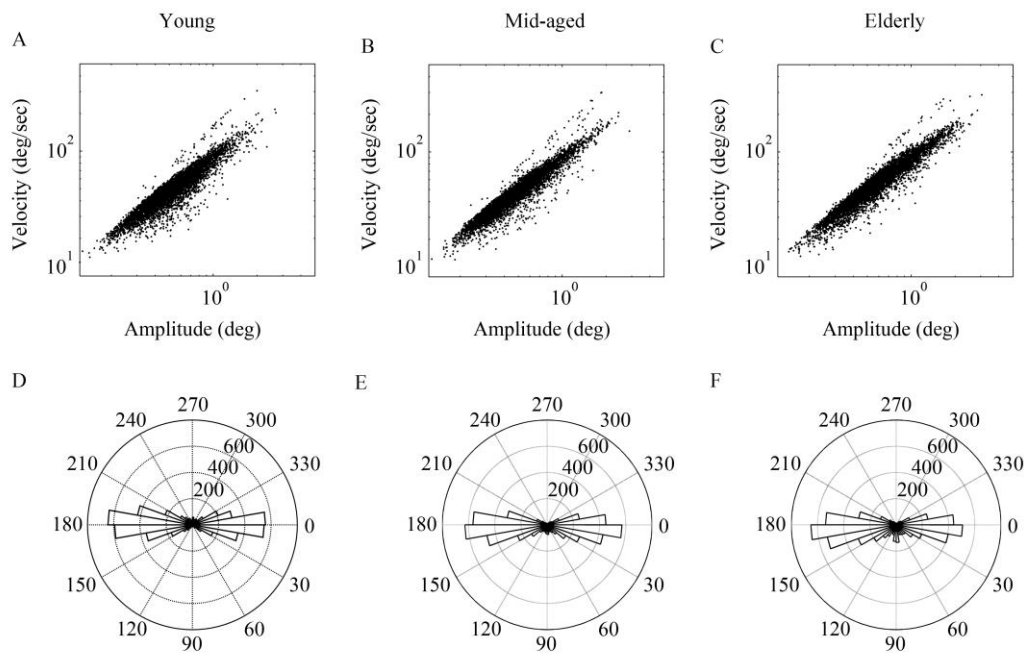 Young Mid-aged Elderly
A B C
Velocity (deg/sec) Velocity (deg/sec) Velocity (deg/sec)
10² 10² 10²
10¹ 10¹ 10¹
10⁰ 10⁰ 10⁰
Amplitude (deg) Amplitude (deg) Amplitude (deg)
D E F
270 270 270
240 300 240 300 240 300
600 600 600
210 400 330 210 400 330 210 400 330
200 200 200
180 0 180 0 180 0
150 30 150 30 150 30
120 60 120 60 120 60
90 90 90